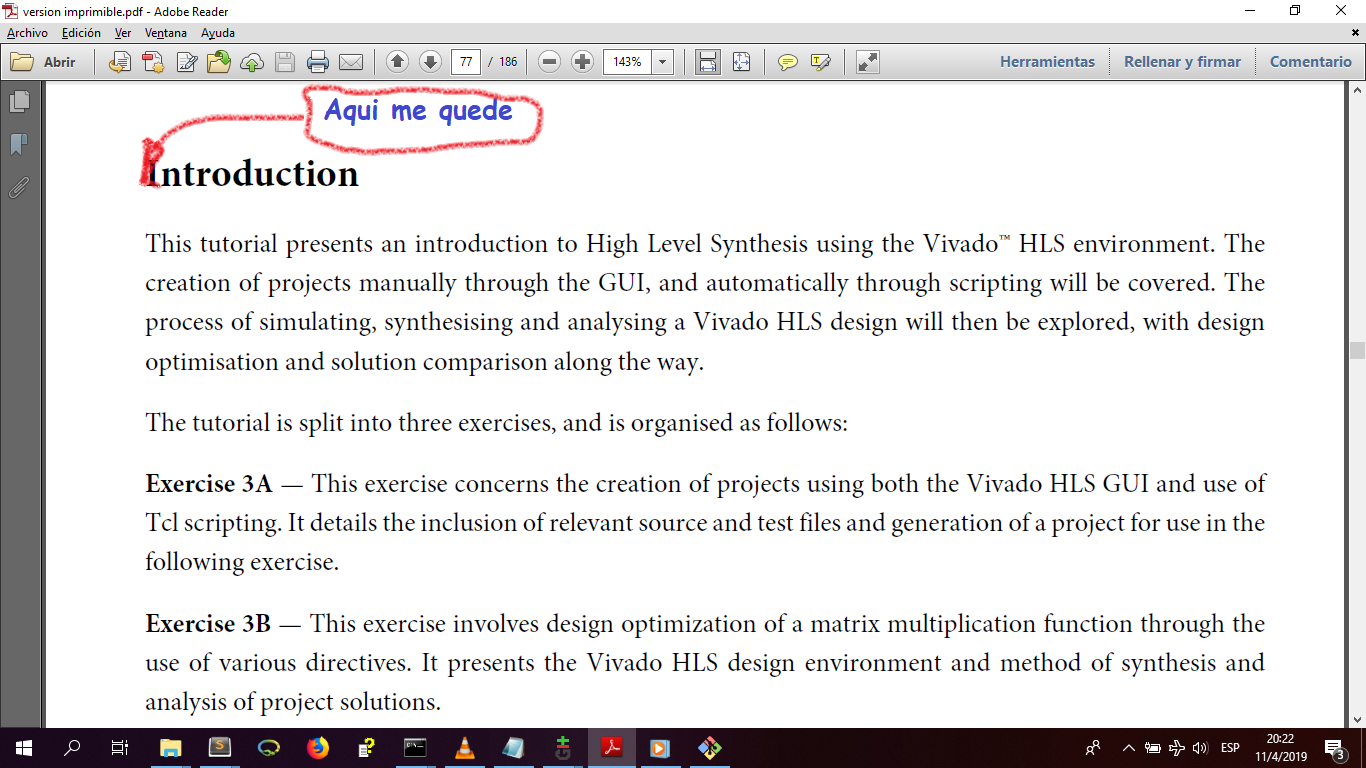 version imprimible.pdf - Adobe Reader
Archivo Edición Ver Ventana Ayuda
Abrir 77 / 186 143% Herramientas Rellenar y firmar Comentario
Aqui me quede
Introduction
This tutorial presents an introduction to High Level Synthesis using the Vivado™ HLS environment. The
creation of projects manually through the GUI, and automatically through scripting will be covered. The
process of simulating, synthesising and analysing a Vivado HLS design will then be explored, with design
optimisation and solution comparison along the way.
The tutorial is split into three exercises, and is organised as follows:
Exercise 3A — This exercise concerns the creation of projects using both the Vivado HLS GUI and use of
Tcl scripting. It details the inclusion of relevant source and test files and generation of a project for use in the
following exercise.
Exercise 3B — This exercise involves design optimization of a matrix multiplication function through the
use of various directives. It presents the Vivado HLS design environment and method of synthesis and
analysis of project solutions.
ESP
20:22
11/4/2019
3